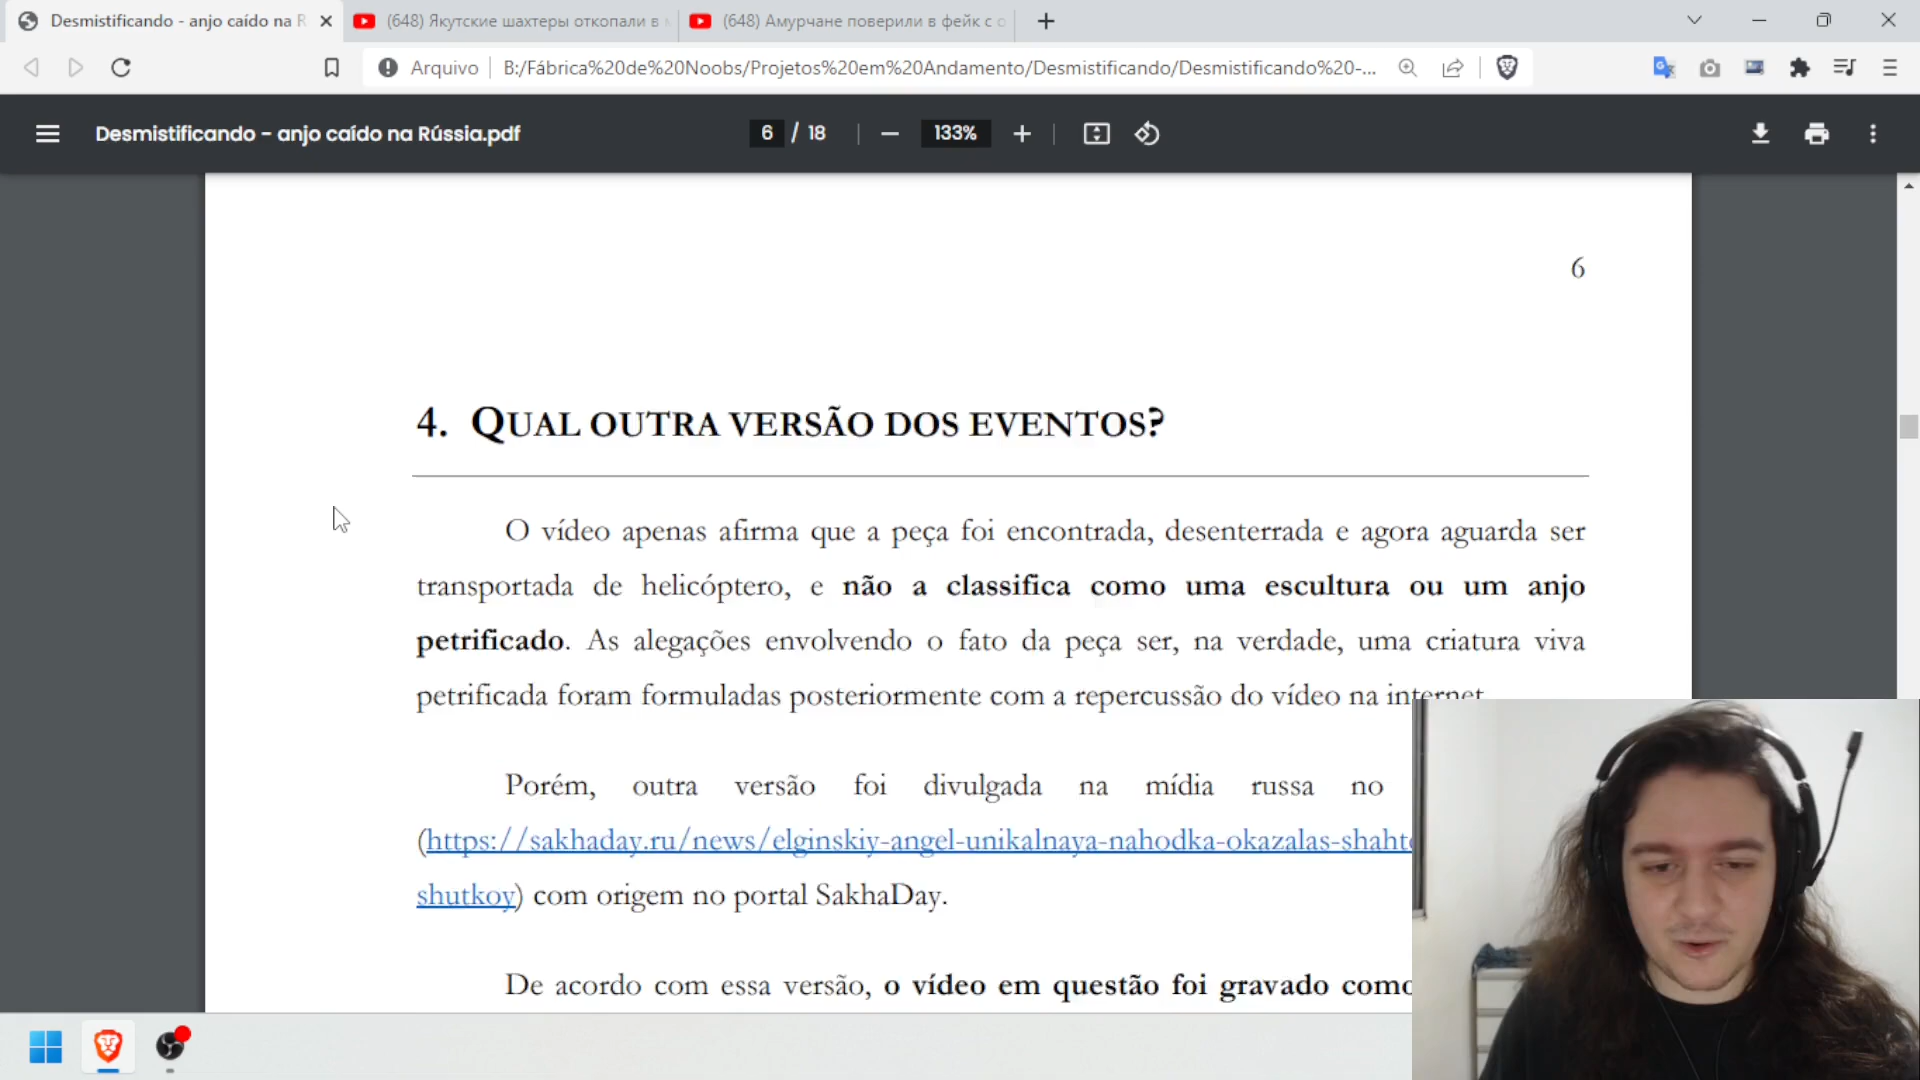 Desmistificando - anjo caído na R
(648) Якутские шахтеры откопали в
(648) Амурчане поверили в фейк с о
Arquivo
B:/Fábrica%20de%20Noobs/Projetos%20em%20Andamento/Desmistificando/Desmistificando%20-...
Desmistificando - anjo caído na Rússia.pdf
6 / 18
133%
6
4. QUAL OUTRA VERSÃO DOS EVENTOS?
O vídeo apenas afirma que a peça foi encontrada, desenterrada e agora aguarda ser
transportada de helicóptero, e não a classifica como uma escultura ou um anjo
petrificado. As alegações envolvendo o fato da peça ser, na verdade, uma criatura viva
petrificada foram formuladas posteriormente com a repercussão do vídeo na internet
Porém, outra versão foi divulgada na mídia russa no
(https://sakhaday.ru/news/elginskiy-angel-unikalnaya-nahodka-okazalas-shaht
shutkoy) com origem no portal SakhaDay.
De acordo com essa versão, o vídeo em questão foi gravado como